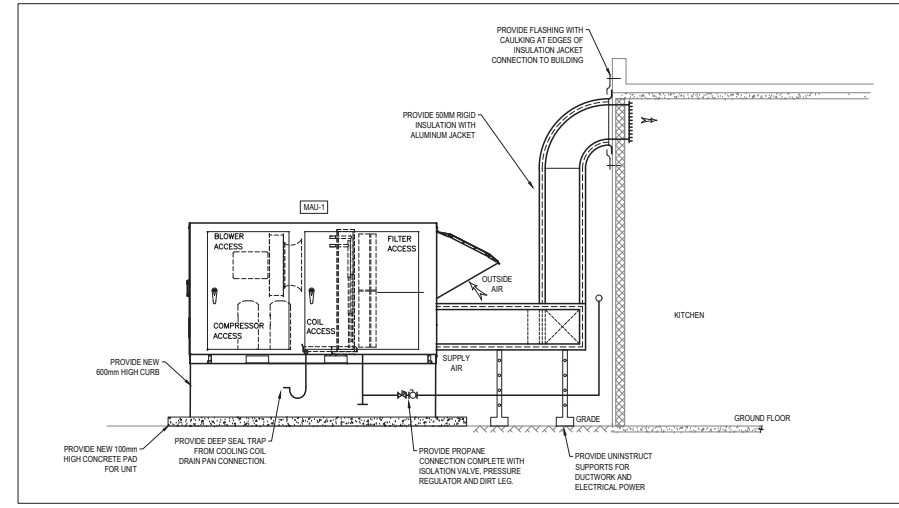 PROVIDE FLASHING WITH
CAULKING AT EDGES OF
INSULATION JACKET
CONNECTION TO BUILDING
PROVIDE 50MM RIGID
INSULATION WITH
ALUMINUM JACKET
MAU-1
BLOWER
ACCESS
FILTER
ACCESS
OUTSIDE
AIR
COMPRESSOR
ACCESS
COIL
ACCESS
KITCHEN
SUPPLY
AIR
PROVIDE NEW
600mm HIGH CURB
GRADE
GROUND FLOOR
PROVIDE NEW 100mm
HIGH CONCRETE PAD
FOR UNIT
PROVIDE DEEP SEAL TRAP
FROM COOLING COIL
DRAIN PAN CONNECTION.
PROVIDE PROPANE
CONNECTION COMPLETE WITH
ISOLATION VALVE, PRESSURE
REGULATOR AND DIRT LEG.
PROVIDE UNINSTRUCT
SUPPORTS FOR
DUCTWORK AND
ELECTRICAL POWER